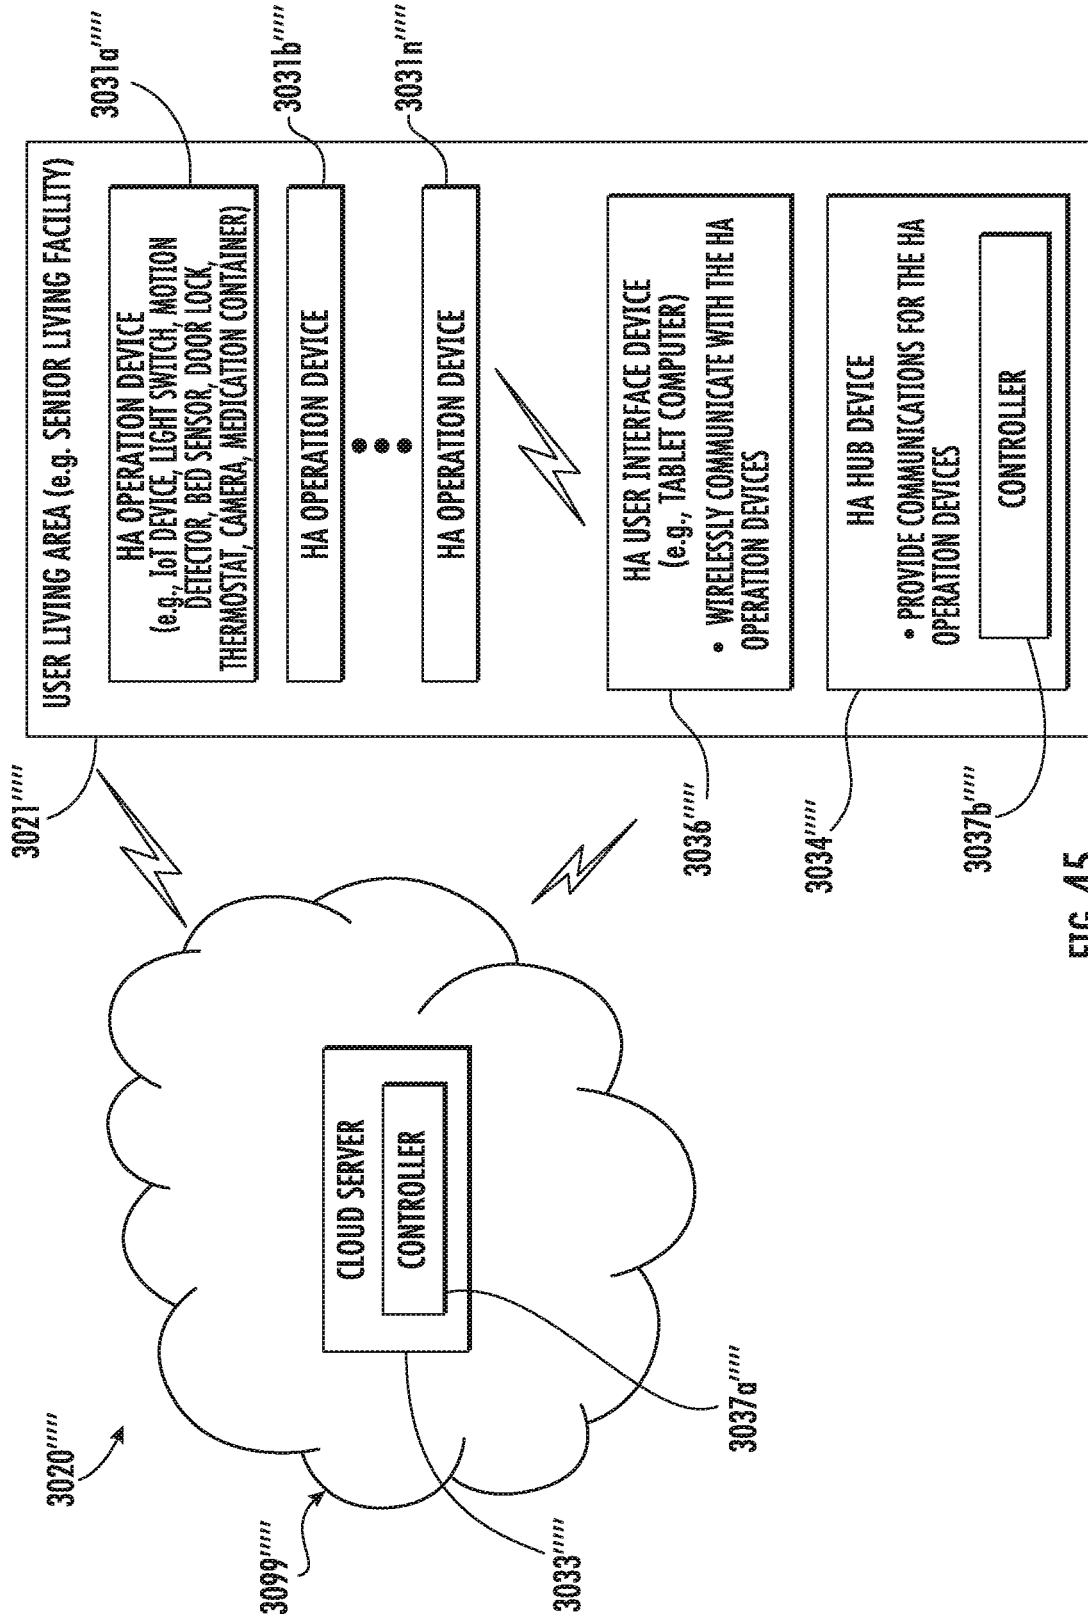 3020'''''
3099'''''
CLOUD SERVER
CONTROLLER
3033'''''
3037a'''''
3021'''''
USER LIVING AREA (e.g. SENIOR LIVING FACILITY)
HA OPERATION DEVICE
(e.g., IoT DEVICE, LIGHT SWITCH, MOTION
DETECTOR, BED SENSOR, DOOR LOCK,
THERMOSTAT, CAMERA, MEDICATION CONTAINER)
3031a'''''
HA OPERATION DEVICE
3031b'''''
HA OPERATION DEVICE
3031n'''''
HA USER INTERFACE DEVICE
(e.g., TABLET COMPUTER)
• WIRELESSLY COMMUNICATE WITH THE HA
OPERATION DEVICES
3036'''''
HA HUB DEVICE
• PROVIDE COMMUNICATIONS FOR THE HA
OPERATION DEVICES
CONTROLLER
3034'''''
3037b'''''
FIG. 45